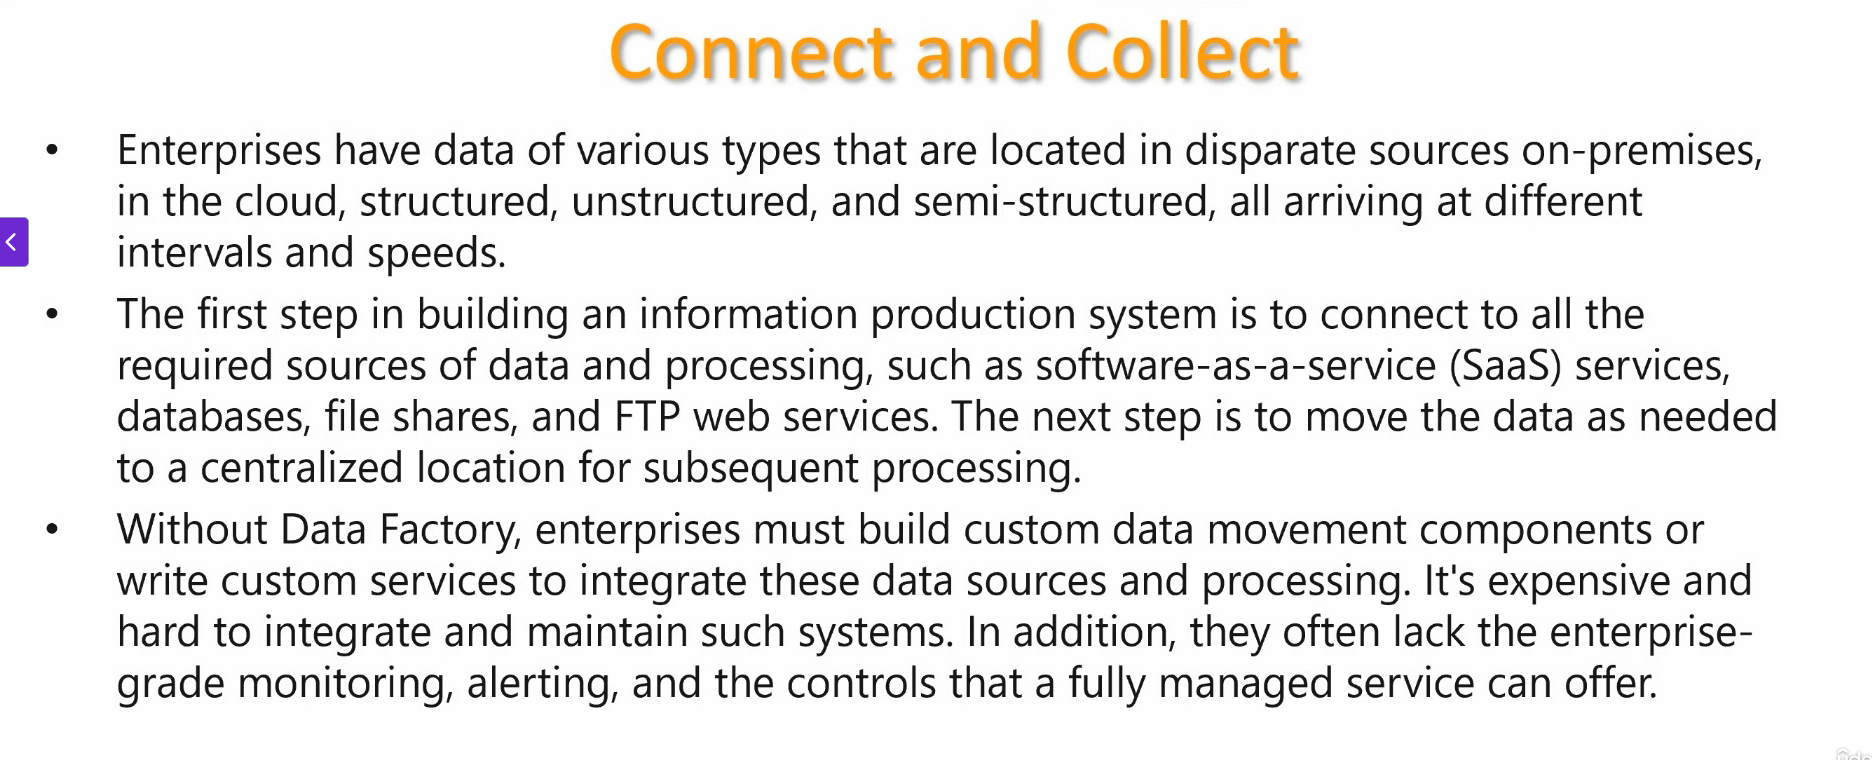 Connect and Collect
• Enterprises have data of various types that are located in disparate sources on-premises,
in the cloud, structured, unstructured, and semi-structured, all arriving at different
intervals and speeds.
• The first step in building an information production system is to connect to all the
required sources of data and processing, such as software-as-a-service (SaaS) services,
databases, file shares, and FTP web services. The next step is to move the data as needed
to a centralized location for subsequent processing.
• Without Data Factory, enterprises must build custom data movement components or
write custom services to integrate these data sources and processing. It's expensive and
hard to integrate and maintain such systems. In addition, they often lack the enterprise-
grade monitoring, alerting, and the controls that a fully managed service can offer.